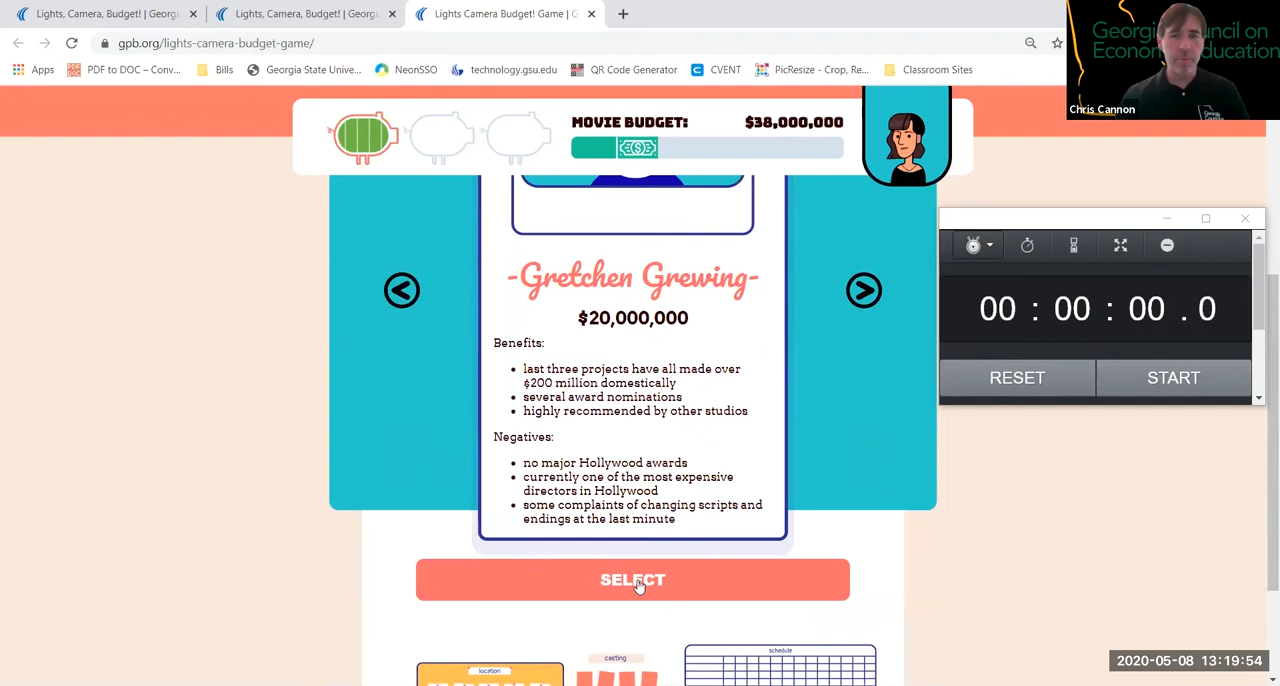 Lights, Camera, Budget! | Georgi
Lights, Camera, Budget! | Georgi
Lights Camera Budget! Game | G
gpb.org/lights-camera-budget-game/
Apps
PDF to DOC – Conv...
Bills
Georgia State Unive...
NeonSSO
technology.gsu.edu
QR Code Generator
CVENT
PicResize - Crop, Re...
Classroom Sites
Georgia Council on
Economic Education
Chris Cannon
MOVIE BUDGET:
$38,000,000
-Gretchen Grewing-
$20,000,000
Benefits:
• last three projects have all made over
$200 million domestically
• several award nominations
• highly recommended by other studios
Negatives:
• no major Hollywood awards
• currently one of the most expensive
directors in Hollywood
• some complaints of changing scripts and
endings at the last minute
SELECT
00 : 00 : 00 . 0
RESET
START
location
casting
schedule
2020-05-08 13:19:54